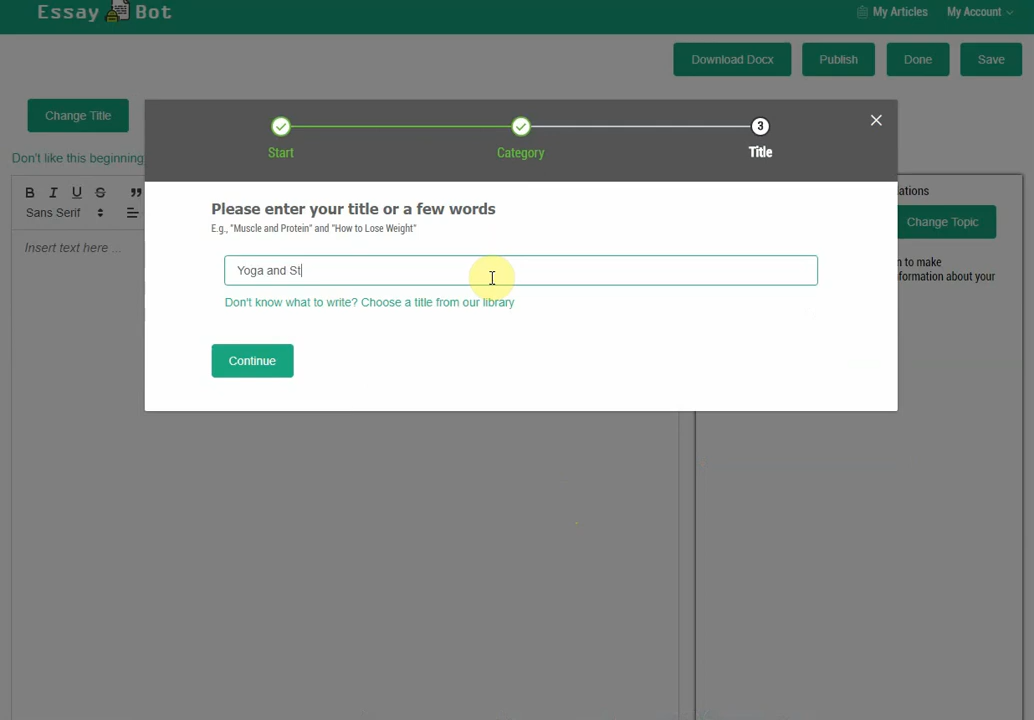 Essay Bot
My Articles
My Account
Download Docx
Publish
Done
Save
Change Title
Start
Category
3
Title
Don't like this beginning
B I U S ”
Sans Serif
Insert text here ...
Please enter your title or a few words
E.g., "Muscle and Protein" and "How to Lose Weight"
Yoga and St
Don't know what to write? Choose a title from our library
Continue
ations
Change Topic
n to make
formation about your